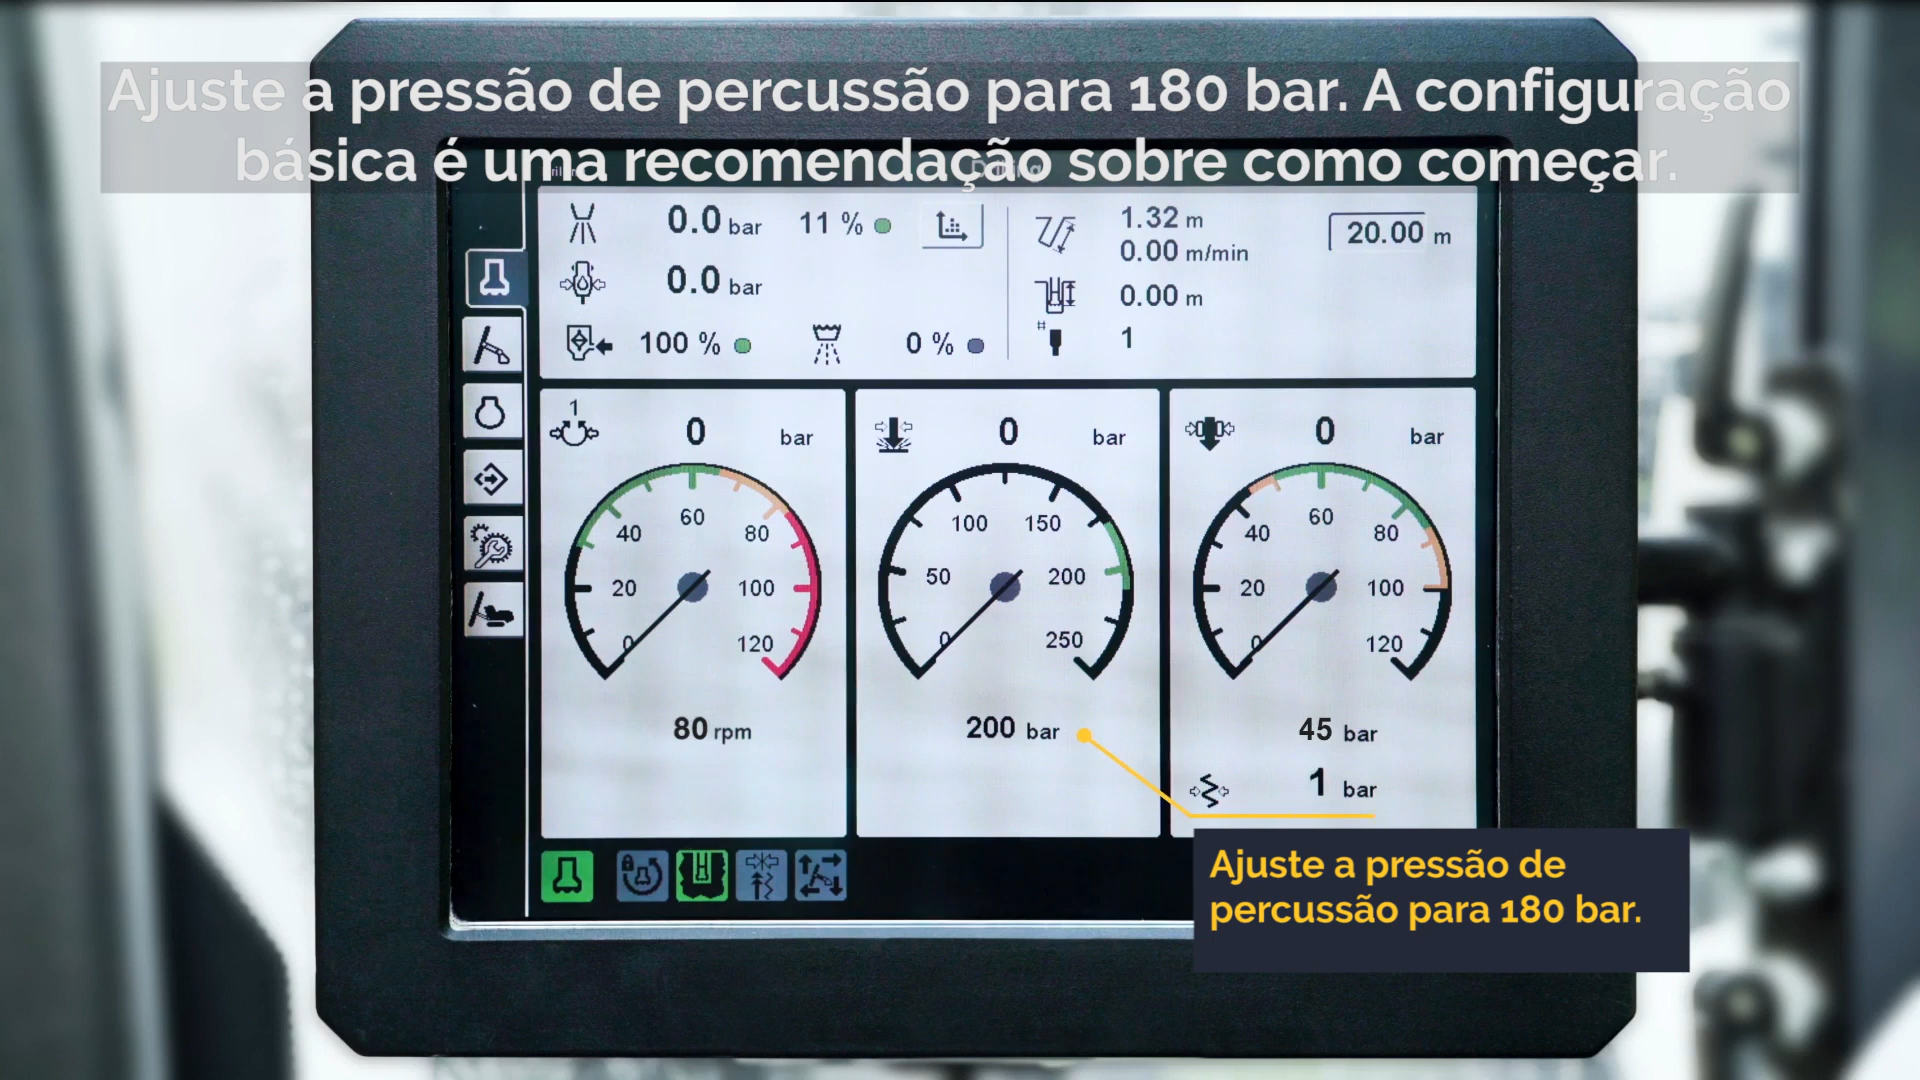 Ajuste a pressão de percussão para 180 bar. A configuração
básica é uma recomendação sobre como começar.
0.0 bar 11 %
1.32 m
20.00 m
0.00 m/min
0.0 bar
0.00 m
100 %
0 %
# 1
1 0 bar
0 bar
0 bar
0 20 40 60 80 100 120
0 50 100 150 200 250
0 20 40 60 80 100 120
80 rpm
200 bar
45 bar
1 bar
Ajuste a pressão de
percussão para 180 bar.